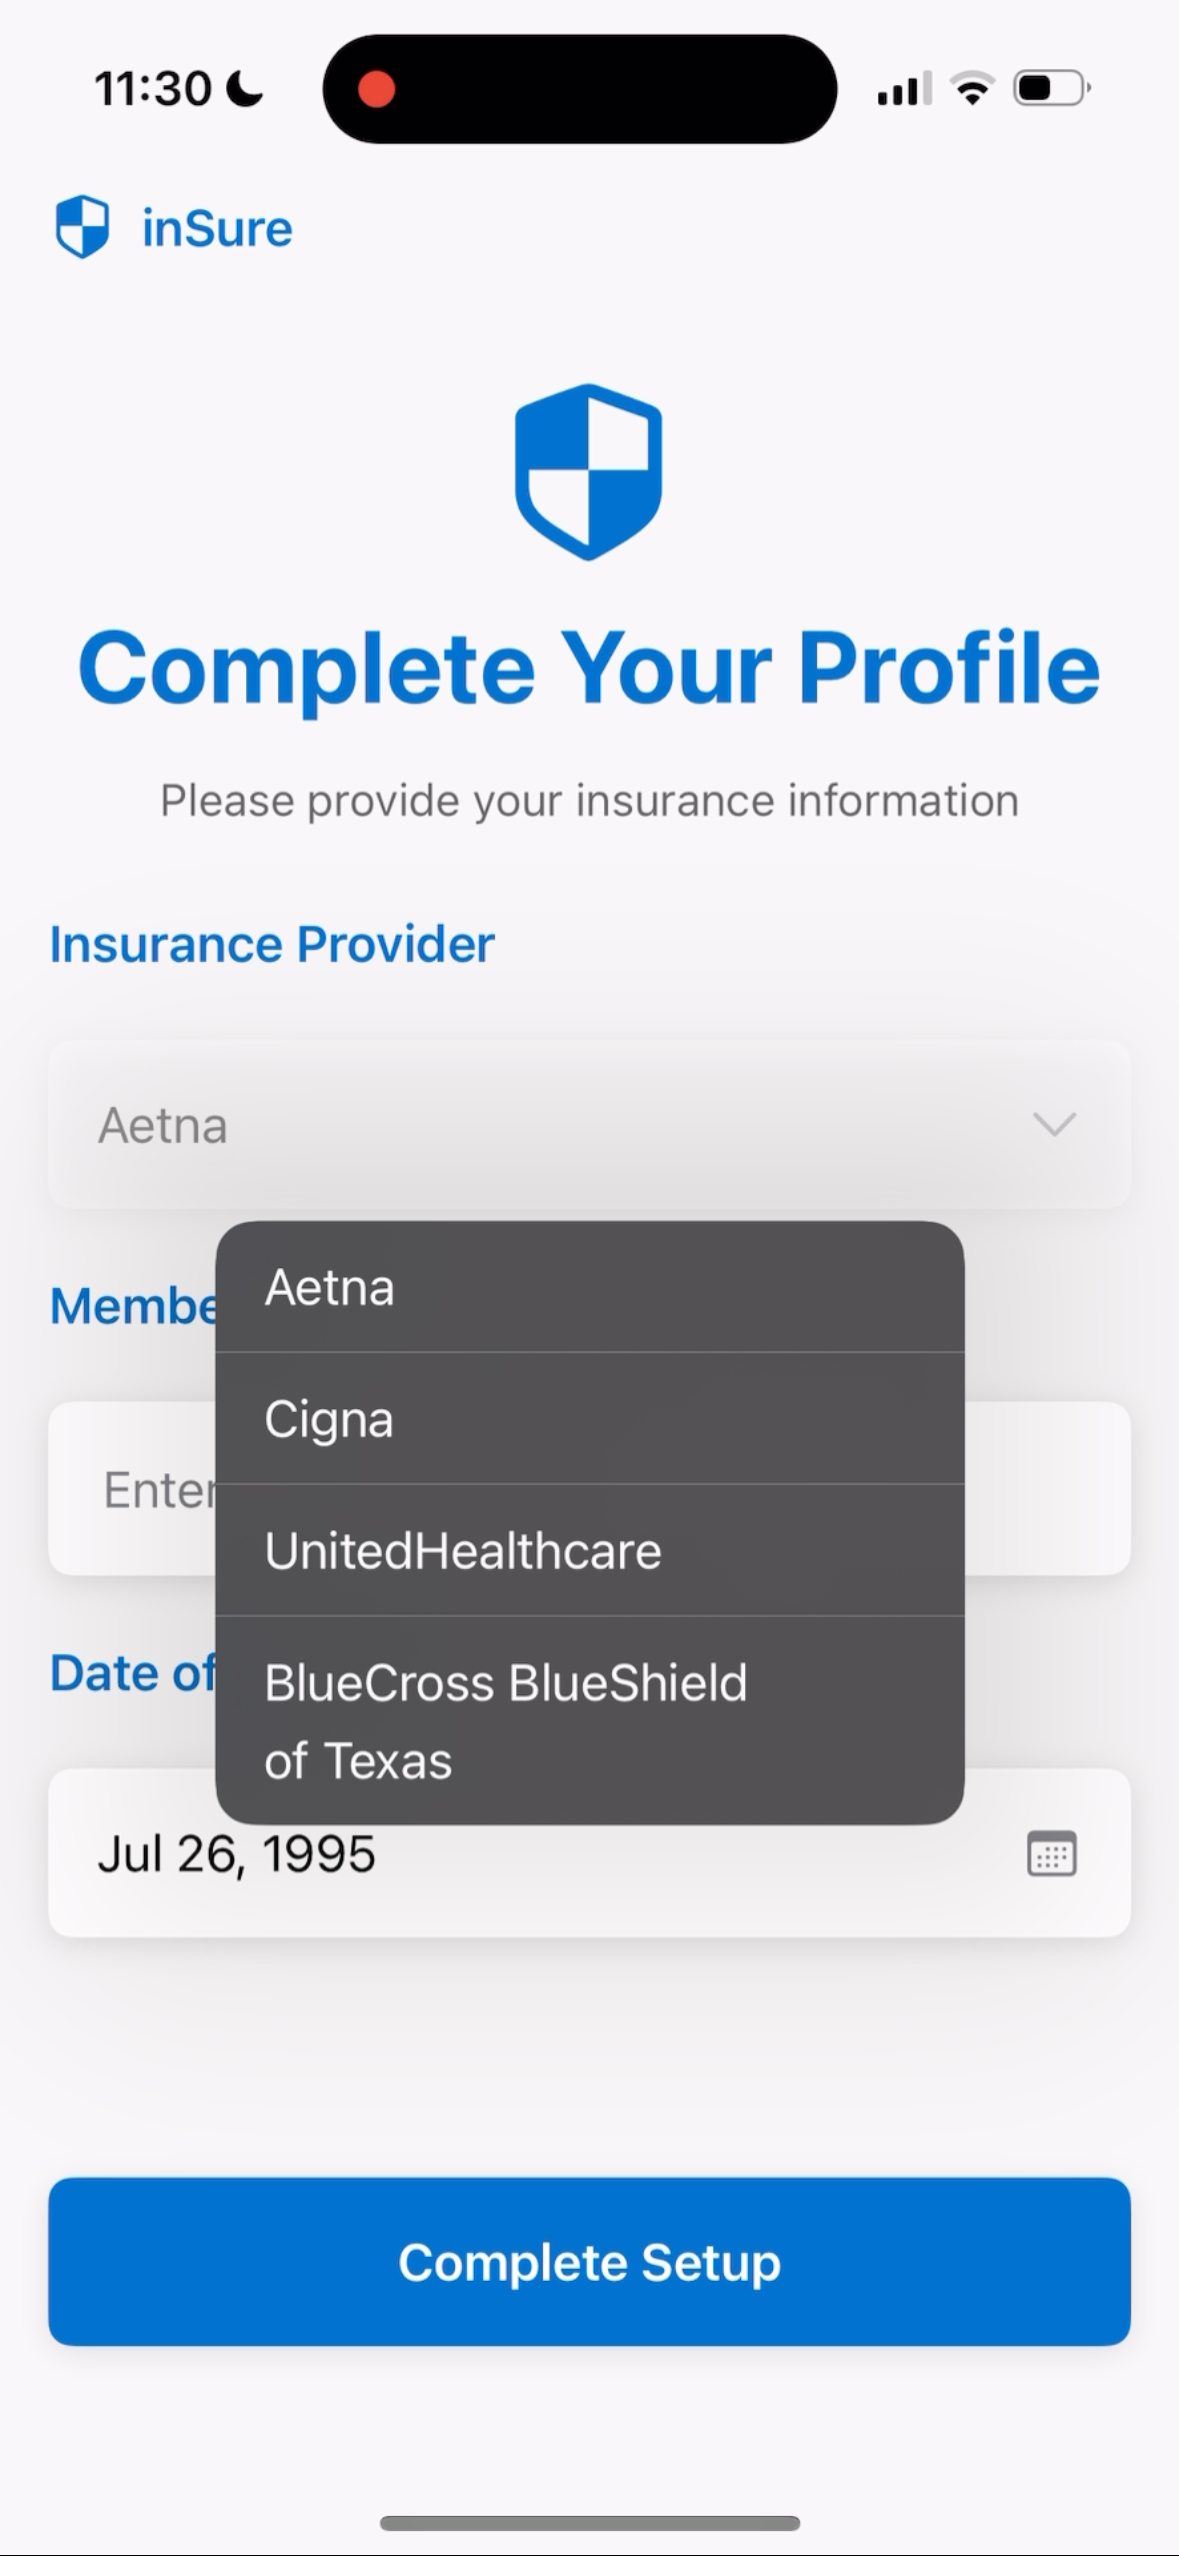 11:30
inSure
Complete Your Profile
Please provide your insurance information
Insurance Provider
Aetna
Aetna
Cigna
UnitedHealthcare
BlueCross BlueShield
of Texas
Membe
Enter
Date of
Jul 26, 1995
Complete Setup